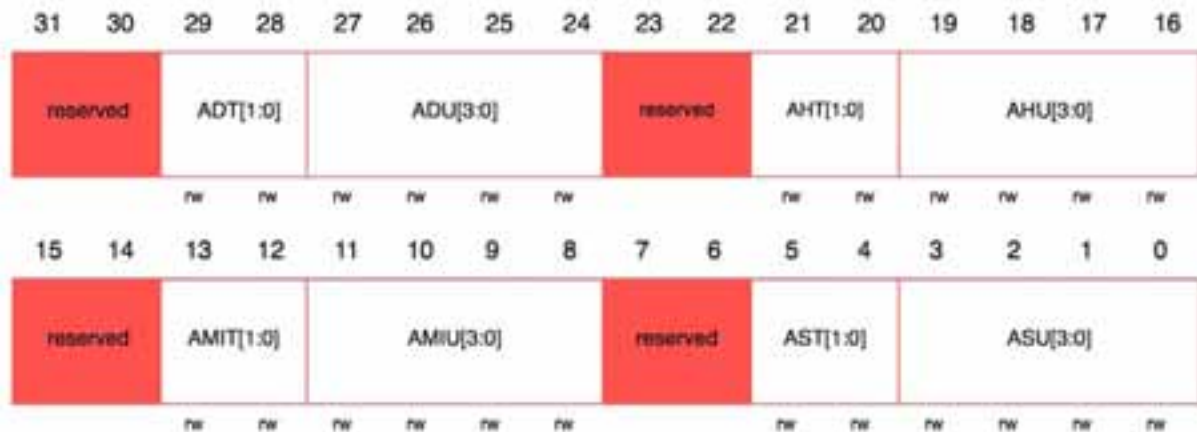 31 30 29 28 27 26 25 24 23 22 21 20 19 18 17 16
reserved ADT[1:0] ADU[3:0] reserved AHT[1:0] AHU[3:0]
rw rw rw rw rw rw rw rw rw rw rw rw
15 14 13 12 11 10 9 8 7 6 5 4 3 2 1 0
reserved AMIT[1:0] AMIU[3:0] reserved AST[1:0] ASU[3:0]
rw rw rw rw rw rw rw rw rw rw rw rw